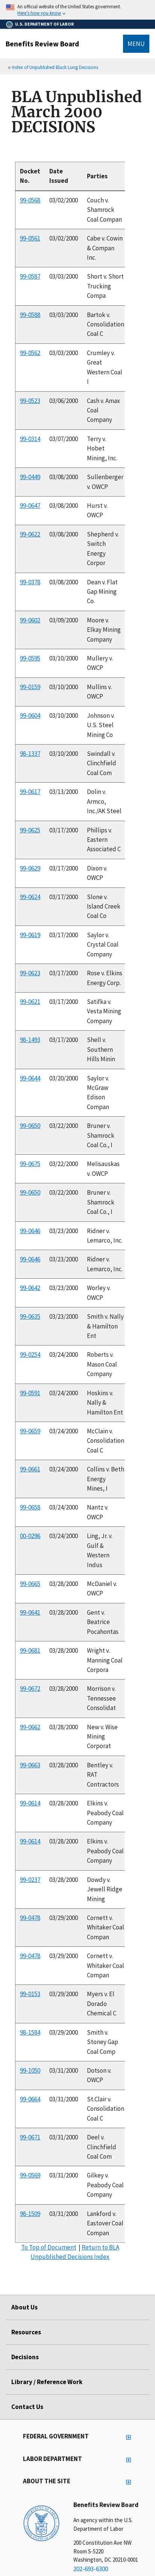 An official website of the United States government.
Here's how you know
U.S. DEPARTMENT OF LABOR
Benefits Review Board
MENU
« Index of Unpublished Black Lung Decisions
BLA Unpublished
March 2000
DECISIONS
Docket No. Date Issued Parties
99-0568 03/02/2000 Couch v. Shamrock Coal Compan
99-0561 03/02/2000 Cabe v. Cowin & Compan Inc.
99-0587 03/03/2000 Short v. Short Trucking Compa
99-0588 03/03/2000 Bartok v. Consolidation Coal C
99-0562 03/03/2000 Crumley v. Great Western Coal I
99-0523 03/06/2000 Cash v. Amax Coal Company
99-0314 03/07/2000 Terry v. Hobet Mining, Inc.
99-0449 03/08/2000 Sullenberger v. OWCP
99-0647 03/08/2000 Hurst v. OWCP
99-0622 03/08/2000 Shepherd v. Switch Energy Corpor
99-0378 03/08/2000 Dean v. Flat Gap Mining Co.
99-0602 03/09/2000 Moore v. Elkay Mining Company
99-0595 03/10/2000 Mullery v. OWCP
99-0159 03/10/2000 Mullins v. OWCP
99-0604 03/10/2000 Johnson v. U.S. Steel Mining Co
98-1337 03/10/2000 Swindall v. Clinchfield Coal Com
99-0617 03/13/2000 Dolin v. Armco, Inc./AK Steel
99-0625 03/17/2000 Phillips v. Eastern Associated C
99-0629 03/17/2000 Dixon v. OWCP
99-0624 03/17/2000 Slone v. Island Creek Coal Co
99-0619 03/17/2000 Saylor v. Crystal Coal Company
99-0623 03/17/2000 Rose v. Elkins Energy Corp.
99-0621 03/17/2000 Satifka v. Vesta Mining Company
98-1493 03/17/2000 Shell v. Southern Hills Minin
99-0644 03/20/2000 Saylor v. McGraw Edison Compan
99-0650 03/22/2000 Bruner v. Shamrock Coal Co., I
99-0675 03/22/2000 Melisauskas v. OWCP
99-0650 03/22/2000 Bruner v. Shamrock Coal Co., I
99-0646 03/23/2000 Ridner v. Lemarco, Inc.
99-0646 03/23/2000 Ridner v. Lemarco, Inc.
99-0642 03/23/2000 Worley v. OWCP
99-0635 03/23/2000 Smith v. Nally & Hamilton Ent
99-0254 03/24/2000 Roberts v. Mason Coal Company
99-0591 03/24/2000 Hoskins v. Nally & Hamilton Ent
99-0659 03/24/2000 McClain v. Consolidation Coal C
99-0661 03/24/2000 Collins v. Beth Energy Mines, I
99-0658 03/24/2000 Nantz v. OWCP
00-0296 03/24/2000 Ling, Jr. v. Gulf & Western Indus
99-0665 03/28/2000 McDaniel v. OWCP
99-0641 03/28/2000 Gent v. Beatrice Pocahontas
99-0681 03/28/2000 Wright v. Manning Coal Corpora
99-0672 03/28/2000 Morrison v. Tennessee Consolidat
99-0662 03/28/2000 New v. Wise Mining Corporat
99-0663 03/28/2000 Bentley v. RAT Contractors
99-0614 03/28/2000 Elkins v. Peabody Coal Company
99-0614 03/28/2000 Elkins v. Peabody Coal Company
99-0237 03/28/2000 Dowdy v. Jewell Ridge Mining
99-0478 03/29/2000 Cornett v. Whitaker Coal Compan
99-0478 03/29/2000 Cornett v. Whitaker Coal Compan
99-0153 03/29/2000 Myers v. El Dorado Chemical C
98-1584 03/29/2000 Smith v. Stoney Gap Coal Comp
99-1050 03/31/2000 Dotson v. OWCP
99-0664 03/31/2000 St.Clair v. Consolidation Coal C
99-0671 03/31/2000 Deel v. Clinchfield Coal Com
99-0569 03/31/2000 Gilkey v. Peabody Coal Company
98-1509 03/31/2000 Lankford v. Eastover Coal Compan
To Top of Document | Return to BLA
Unpublished Decisions Index
About Us
Resources
Decisions
Library / Reference Work
Contact Us
FEDERAL GOVERNMENT
LABOR DEPARTMENT
ABOUT THE SITE
Benefits Review Board
An agency within the U.S.
Department of Labor
200 Constitution Ave NW
Room S-5220
Washington, DC 20210-0001
202-693-6300